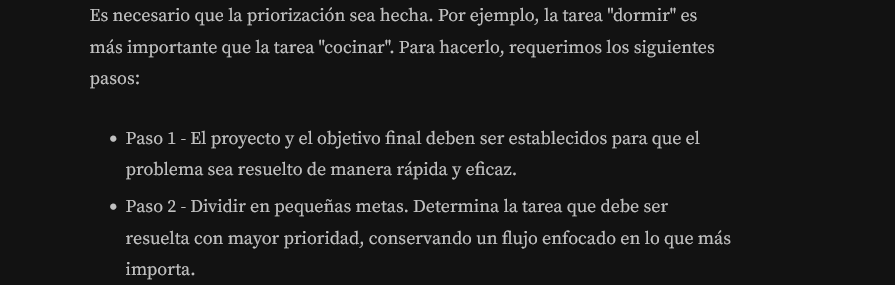 Es necesario que la priorización sea hecha. Por ejemplo, la tarea "dormir" es
más importante que la tarea "cocinar". Para hacerlo, requerimos los siguientes
pasos:
• Paso 1 - El proyecto y el objetivo final deben ser establecidos para que el
problema sea resuelto de manera rápida y eficaz.
• Paso 2 - Dividir en pequeñas metas. Determina la tarea que debe ser
resuelta con mayor prioridad, conservando un flujo enfocado en lo que más
importa.